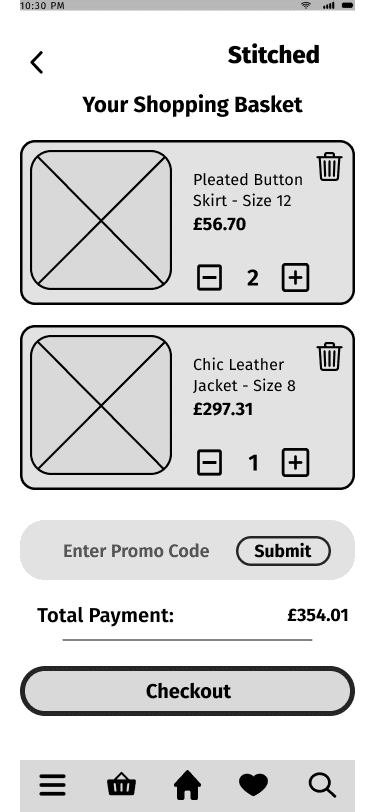 10:30 PM
Stitched
Your Shopping Basket
Pleated Button
Skirt - Size 12
£56.70
2
Chic Leather
Jacket - Size 8
£297.31
1
Enter Promo Code Submit
Total Payment: £354.01
Checkout